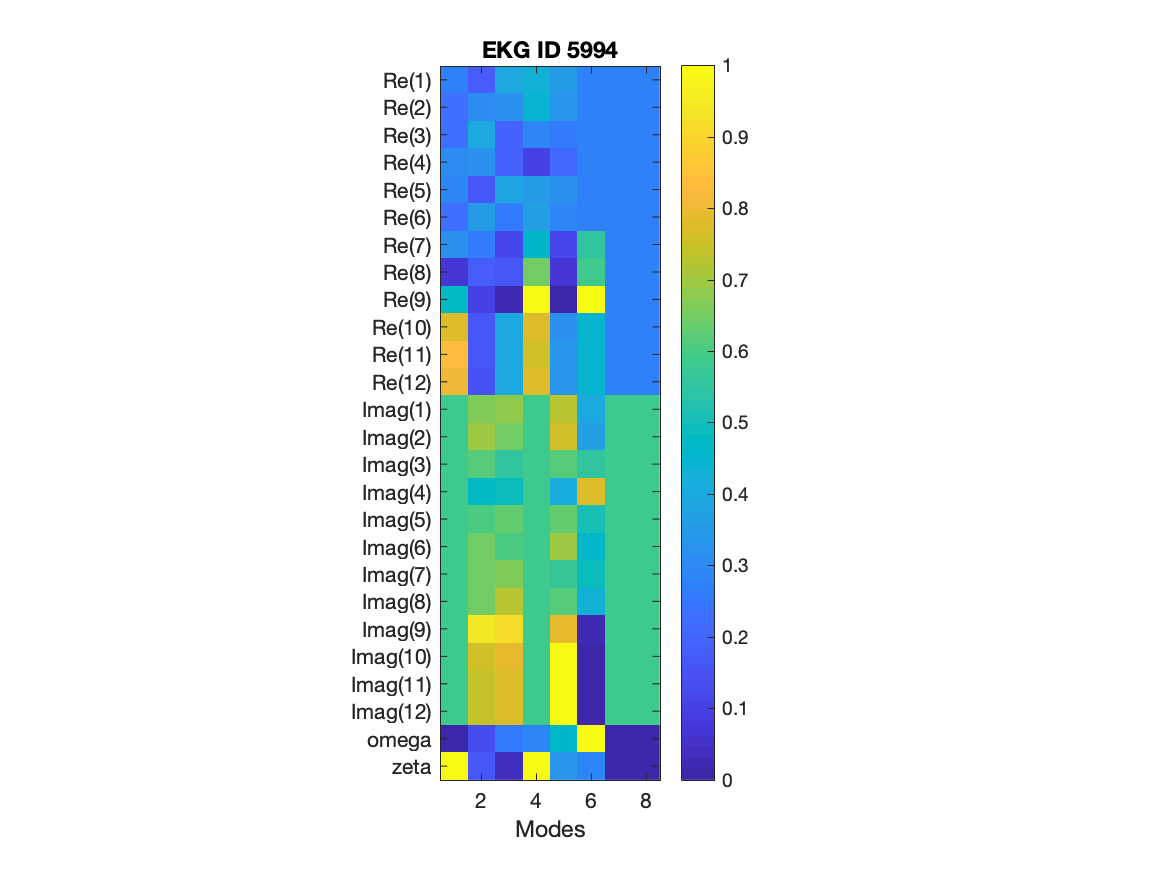 EKG ID 5994
Re(1)
Re(2)
Re(3)
Re(4)
Re(5)
Re(6)
Re(7)
Re(8)
Re(9)
Re(10)
Re(11)
Re(12)
Imag(1)
Imag(2)
Imag(3)
Imag(4)
Imag(5)
Imag(6)
Imag(7)
Imag(8)
Imag(9)
Imag(10)
Imag(11)
Imag(12)
omega
zeta
2 4 6 8
Modes
1
0.9
0.8
0.7
0.6
0.5
0.4
0.3
0.2
0.1
0